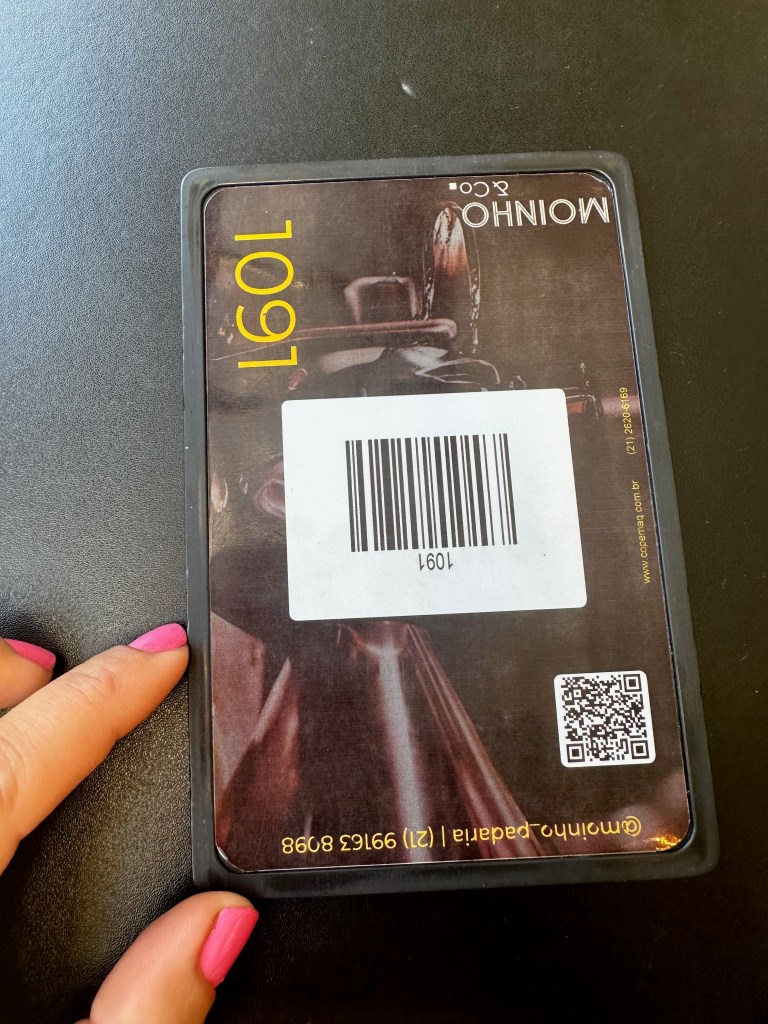 @moinho_padaria | (21) 99163 8098
1091
www.copemaq.com.br (21) 2620-6169
1091
MOINHO
&Co.